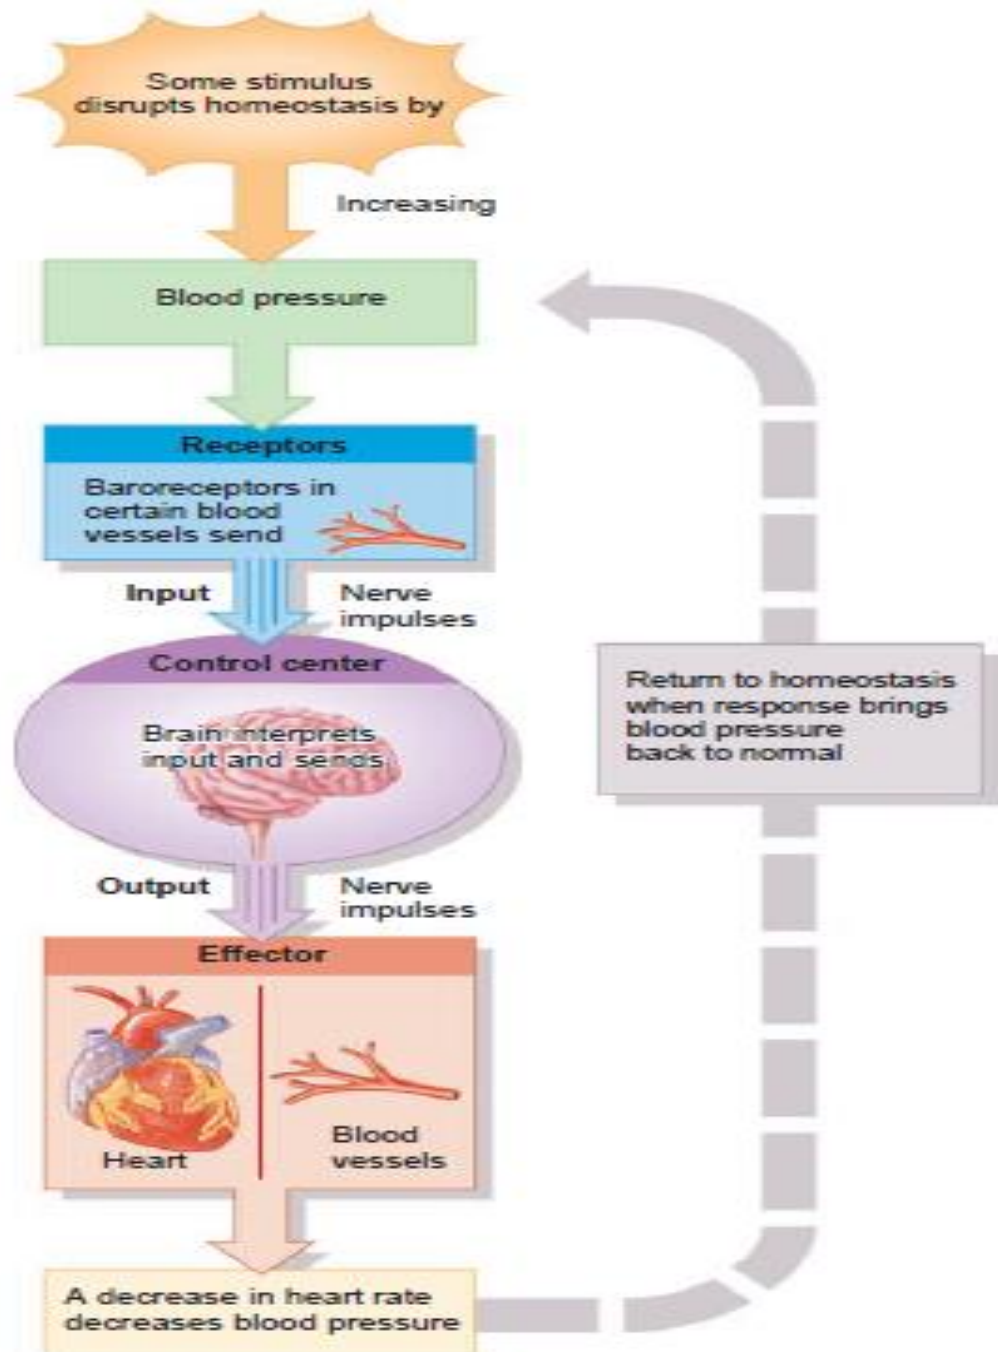 Some stimulus
disrupts homeostasis by
Increasing
Blood pressure
Receptors
Baroreceptors in
certain blood
vessels send
Input
Nerve
impulses
Control center
Brain interprets
input and sends
Output
Nerve
impulses
Effector
Heart
Blood
vessels
A decrease in heart rate
decreases blood pressure
Return to homeostasis
when response brings
blood pressure
back to normal